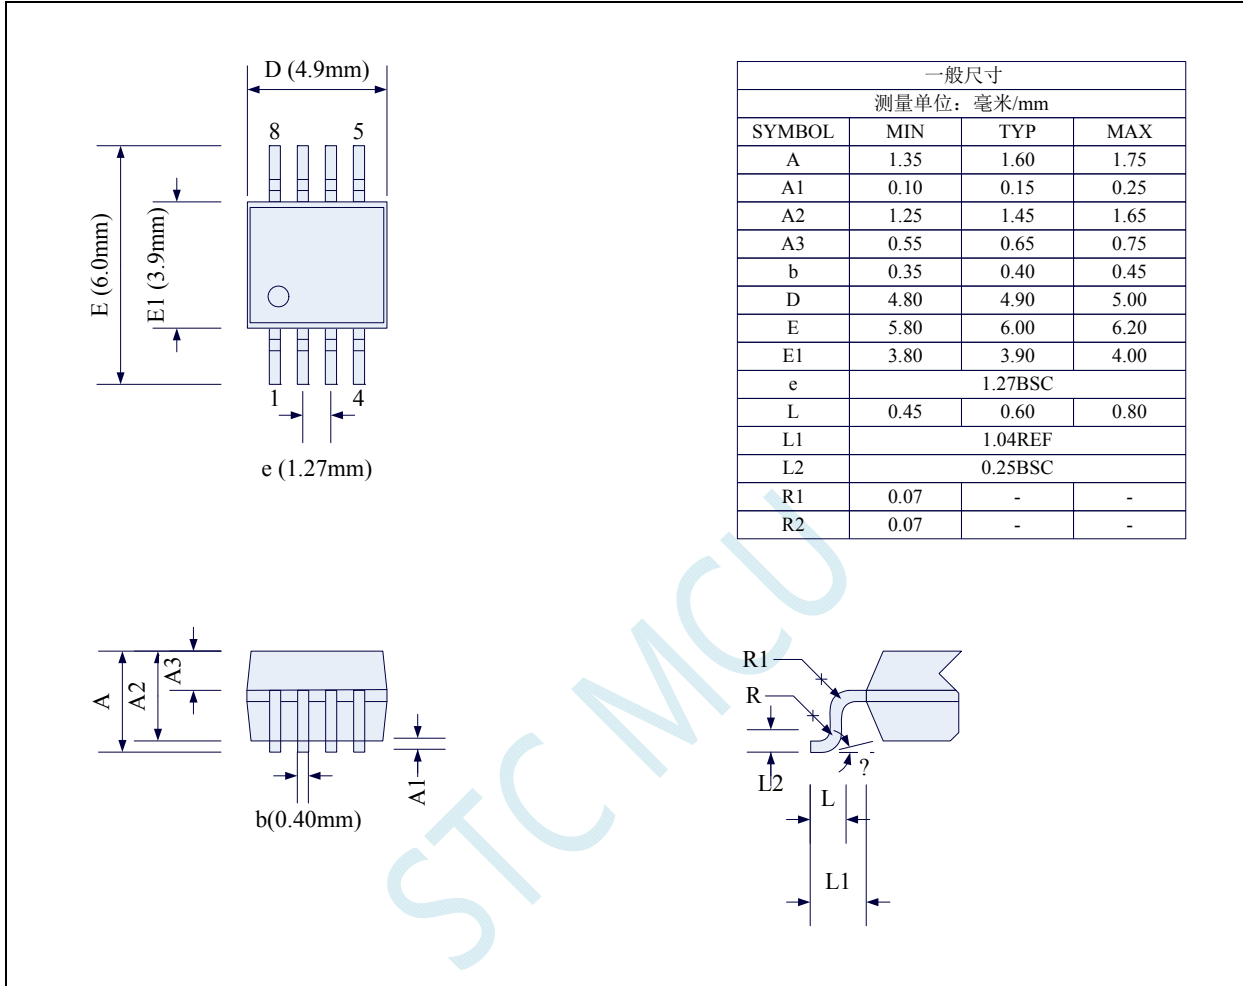 D (4.9mm)
8 5
E (6.0mm)
E1 (3.9mm)
1 4
e (1.27mm)
一般尺寸
测量单位：毫米/mm
SYMBOL MIN TYP MAX
A 1.35 1.60 1.75
A1 0.10 0.15 0.25
A2 1.25 1.45 1.65
A3 0.55 0.65 0.75
b 0.35 0.40 0.45
D 4.80 4.90 5.00
E 5.80 6.00 6.20
E1 3.80 3.90 4.00
e 1.27BSC
L 0.45 0.60 0.80
L1 1.04REF
L2 0.25BSC
R1 0.07 - -
R2 0.07 - -
A
A2
A3
A1
b(0.40mm)
R1
R
L2
?
L
L1
STC MCU